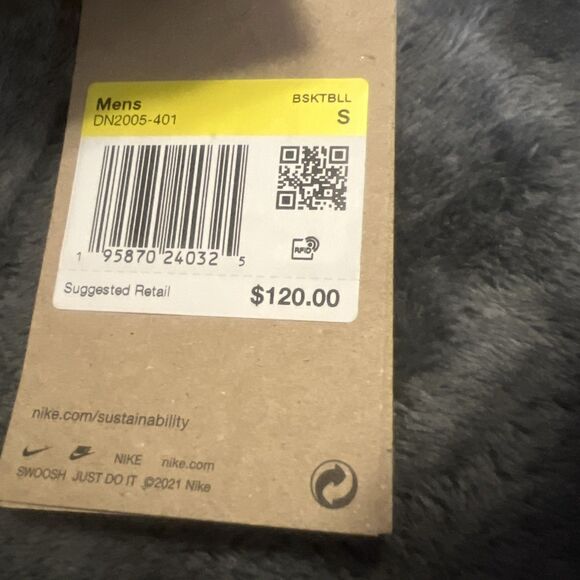 Mens BSKTBLL
DN2005-401 S
1 95870 24032 5
RFID
Suggested Retail $120.00
nike.com/sustainability
NIKE nike.com
SWOOSH JUST DO IT ©2021 Nike